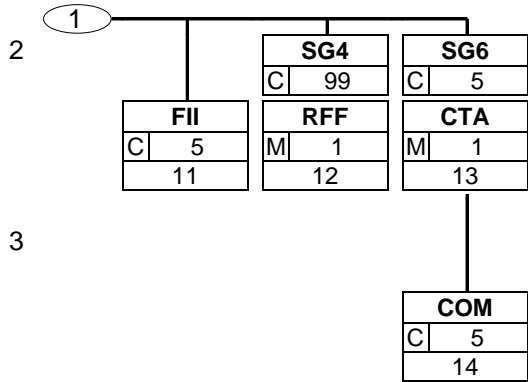 1
2
SG4 SG6
C 99 C 5
FII RFF CTA
C 5 M 1 M 1
11 12 13
3
COM
C 5
14